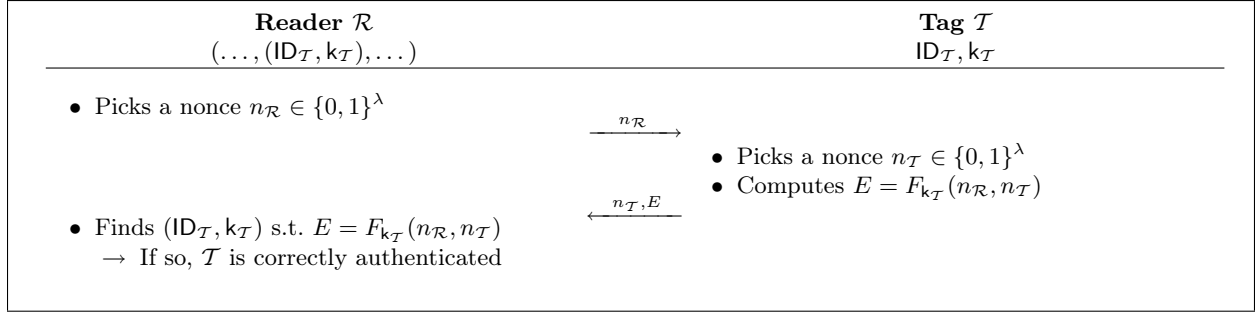 Reader R Tag T
(…, (ID_T, k_T), …) ID_T, k_T
• Picks a nonce n_R ∈ {0, 1}^λ
n_R
• Picks a nonce n_T ∈ {0, 1}^λ
• Computes E = F_{k_T}(n_R, n_T)
n_T, E
• Finds (ID_T, k_T) s.t. E = F_{k_T}(n_R, n_T)
→ If so, T is correctly authenticated